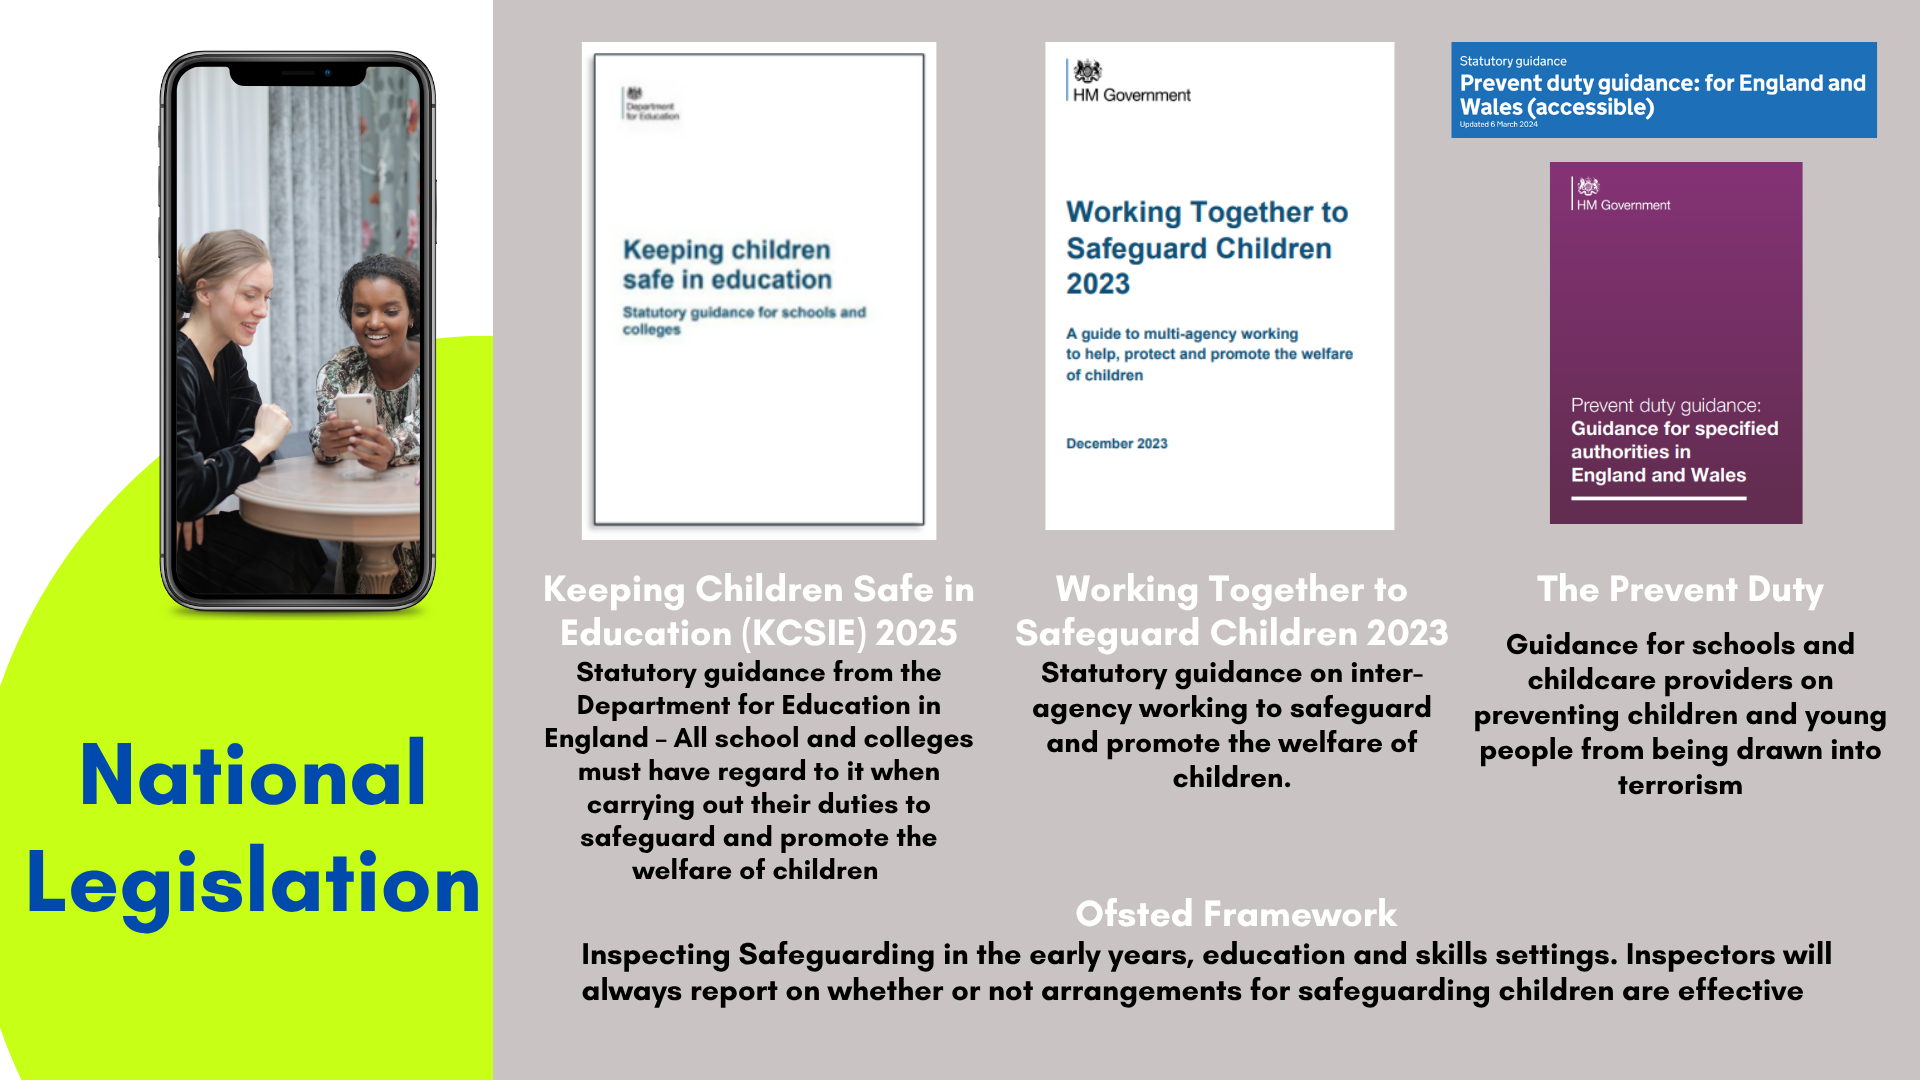 National
Legislation
Department
for Education
Keeping children
safe in education
Statutory guidance for schools and
colleges
Keeping Children Safe in
Education (KCSIE) 2025
Statutory guidance from the
Department for Education in
England – All school and colleges
must have regard to it when
carrying out their duties to
safeguard and promote the
welfare of children
HM Government
Working Together to
Safeguard Children
2023
A guide to multi-agency working
to help, protect and promote the welfare
of children
December 2023
Working Together to
Safeguard Children 2023
Statutory guidance on inter-
agency working to safeguard
and promote the welfare of
children.
Statutory guidance
Prevent duty guidance: for England and
Wales (accessible)
Updated 6 March 2024
HM Government
Prevent duty guidance:
Guidance for specified
authorities in
England and Wales
The Prevent Duty
Guidance for schools and
childcare providers on
preventing children and young
people from being drawn into
terrorism
Ofsted Framework
Inspecting Safeguarding in the early years, education and skills settings. Inspectors will
always report on whether or not arrangements for safeguarding children are effective